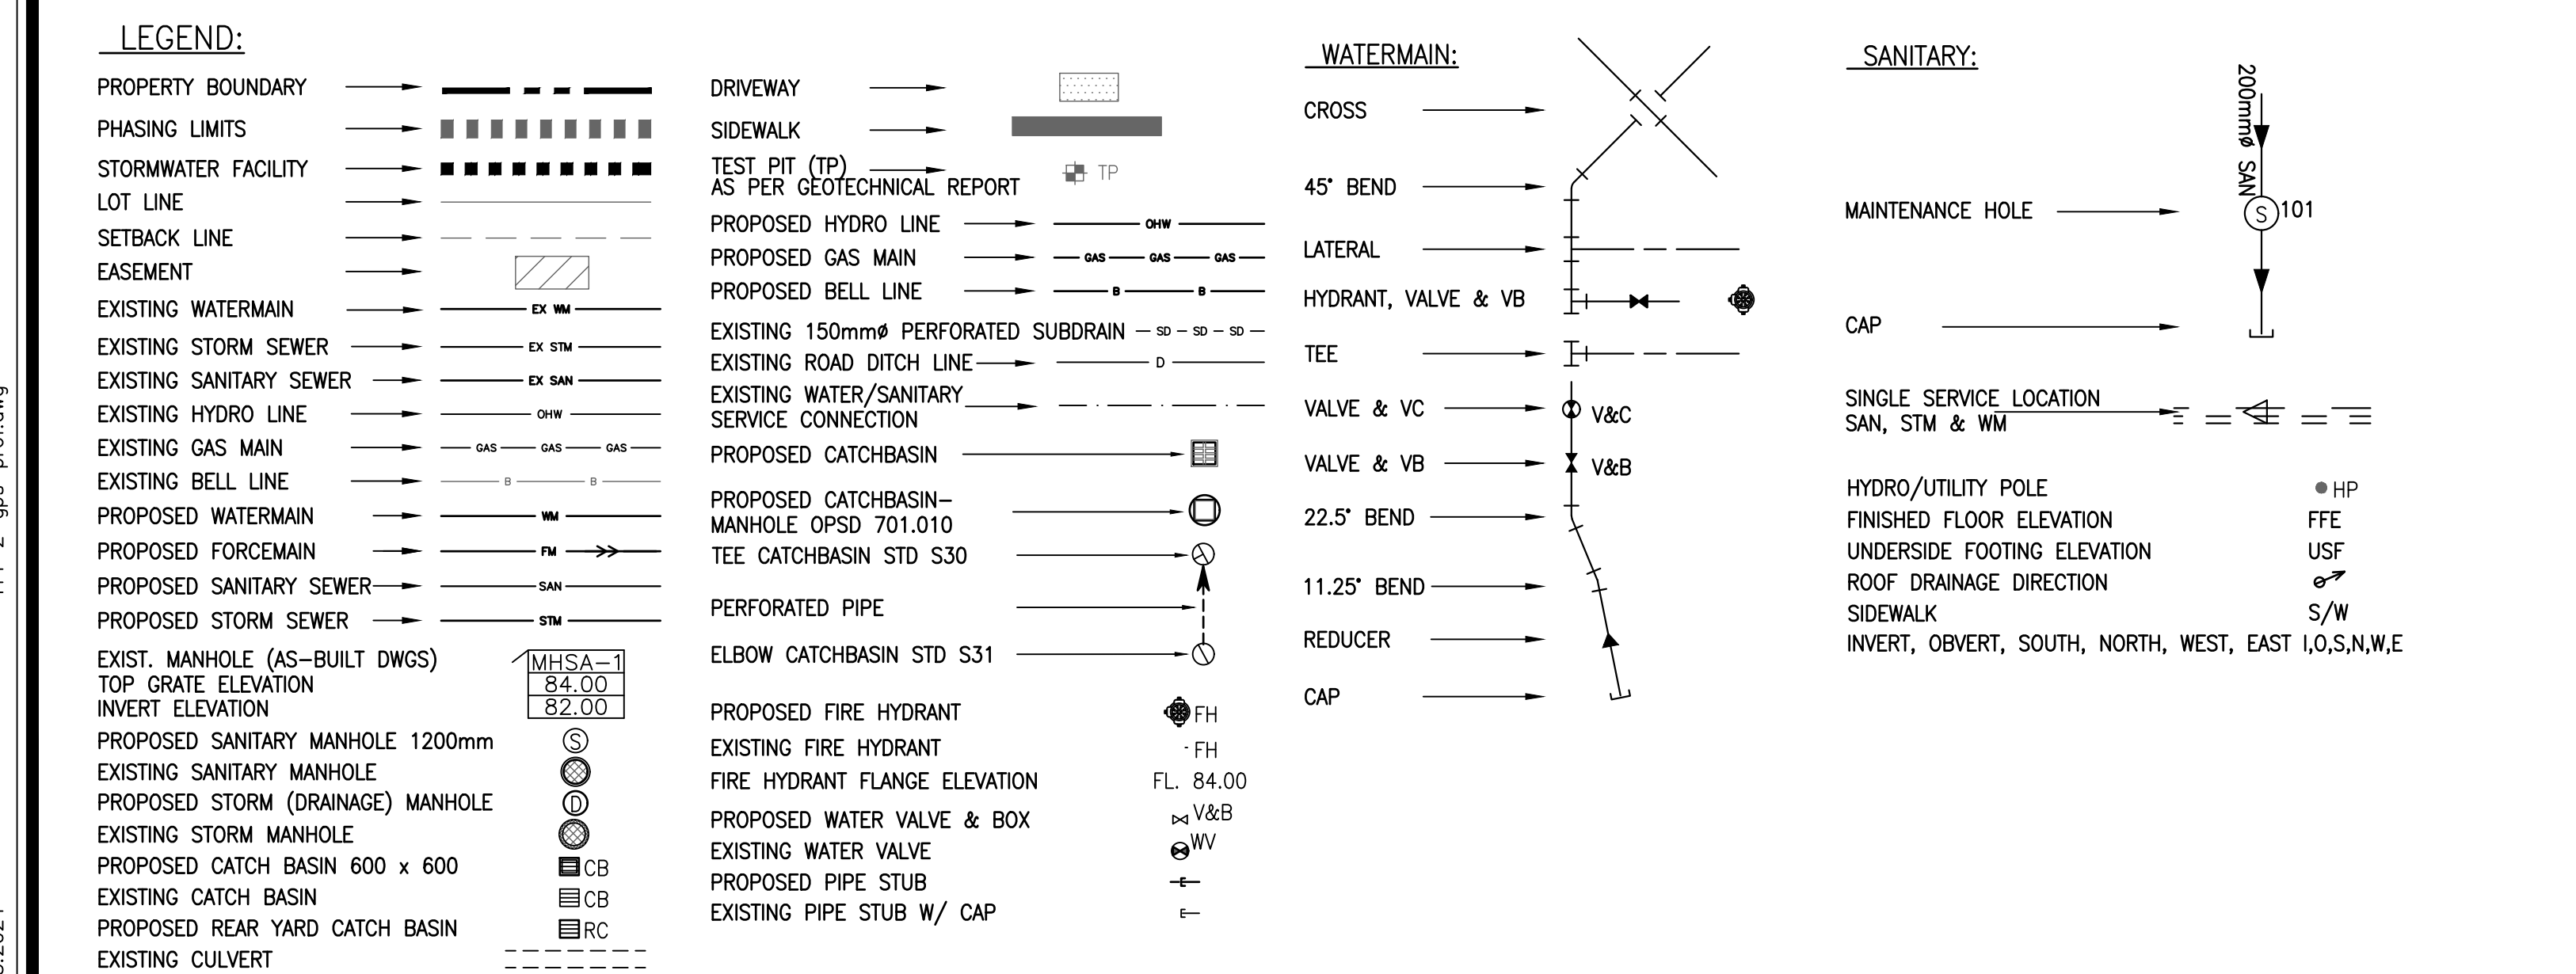 LEGEND:
PROPERTY BOUNDARY
PHASING LIMITS
STORMWATER FACILITY
LOT LINE
SETBACK LINE
EASEMENT
EXISTING WATERMAIN EX WM
EXISTING STORM SEWER EX STM
EXISTING SANITARY SEWER EX SAN
EXISTING HYDRO LINE OHW
EXISTING GAS MAIN GAS GAS GAS
EXISTING BELL LINE B B
PROPOSED WATERMAIN WM
PROPOSED FORCEMAIN FM
PROPOSED SANITARY SEWER SAN
PROPOSED STORM SEWER STM
EXIST. MANHOLE (AS-BUILT DWGS) MHSA-1
TOP GRATE ELEVATION 84.00
INVERT ELEVATION 82.00
PROPOSED SANITARY MANHOLE 1200mm S
EXISTING SANITARY MANHOLE
PROPOSED STORM (DRAINAGE) MANHOLE D
EXISTING STORM MANHOLE
PROPOSED CATCH BASIN 600 x 600 CB
EXISTING CATCH BASIN CB
PROPOSED REAR YARD CATCH BASIN RC
EXISTING CULVERT
DRIVEWAY
SIDEWALK
TEST PIT (TP) TP
AS PER GEOTECHNICAL REPORT
PROPOSED HYDRO LINE OHW
PROPOSED GAS MAIN GAS GAS GAS
PROPOSED BELL LINE B B
EXISTING 150mmø PERFORATED SUBDRAIN SD SD SD
EXISTING ROAD DITCH LINE D
EXISTING WATER/SANITARY
SERVICE CONNECTION
PROPOSED CATCHBASIN
PROPOSED CATCHBASIN-
MANHOLE OPSD 701.010
TEE CATCHBASIN STD S30
PERFORATED PIPE
ELBOW CATCHBASIN STD S31
PROPOSED FIRE HYDRANT FH
EXISTING FIRE HYDRANT FH
FIRE HYDRANT FLANGE ELEVATION FL. 84.00
PROPOSED WATER VALVE & BOX V&B
EXISTING WATER VALVE WV
PROPOSED PIPE STUB
EXISTING PIPE STUB W/ CAP
WATERMAIN:
CROSS
45° BEND
LATERAL
HYDRANT, VALVE & VB
TEE
VALVE & VC V&C
VALVE & VB V&B
22.5° BEND
11.25° BEND
REDUCER
CAP
SANITARY:
200mmø SAN
MAINTENANCE HOLE S 101
CAP
SINGLE SERVICE LOCATION
SAN, STM & WM
HYDRO/UTILITY POLE HP
FINISHED FLOOR ELEVATION FFE
UNDERSIDE FOOTING ELEVATION USF
ROOF DRAINAGE DIRECTION
SIDEWALK S/W
INVERT, OBVERT, SOUTH, NORTH, WEST, EAST I,O,S,N,W,E